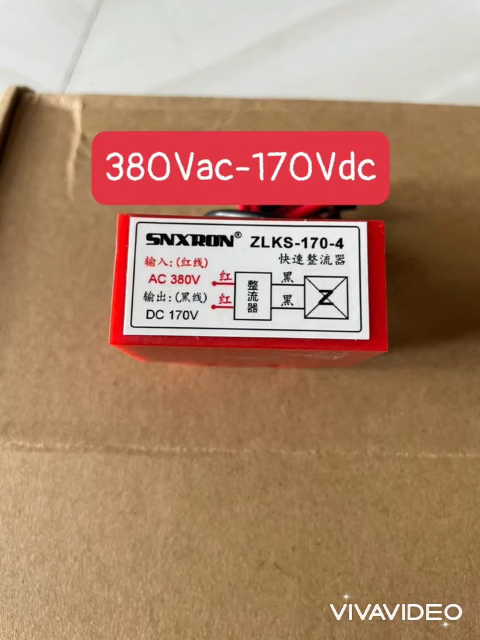 380Vac-170Vdc
SNXRON® ZLKS-170-4
输入:(红线) 快速整流器
AC 380V 红 整流器 黑
输出:(黑线) 红 黑 Z
DC 170V
VIVAVIDEO